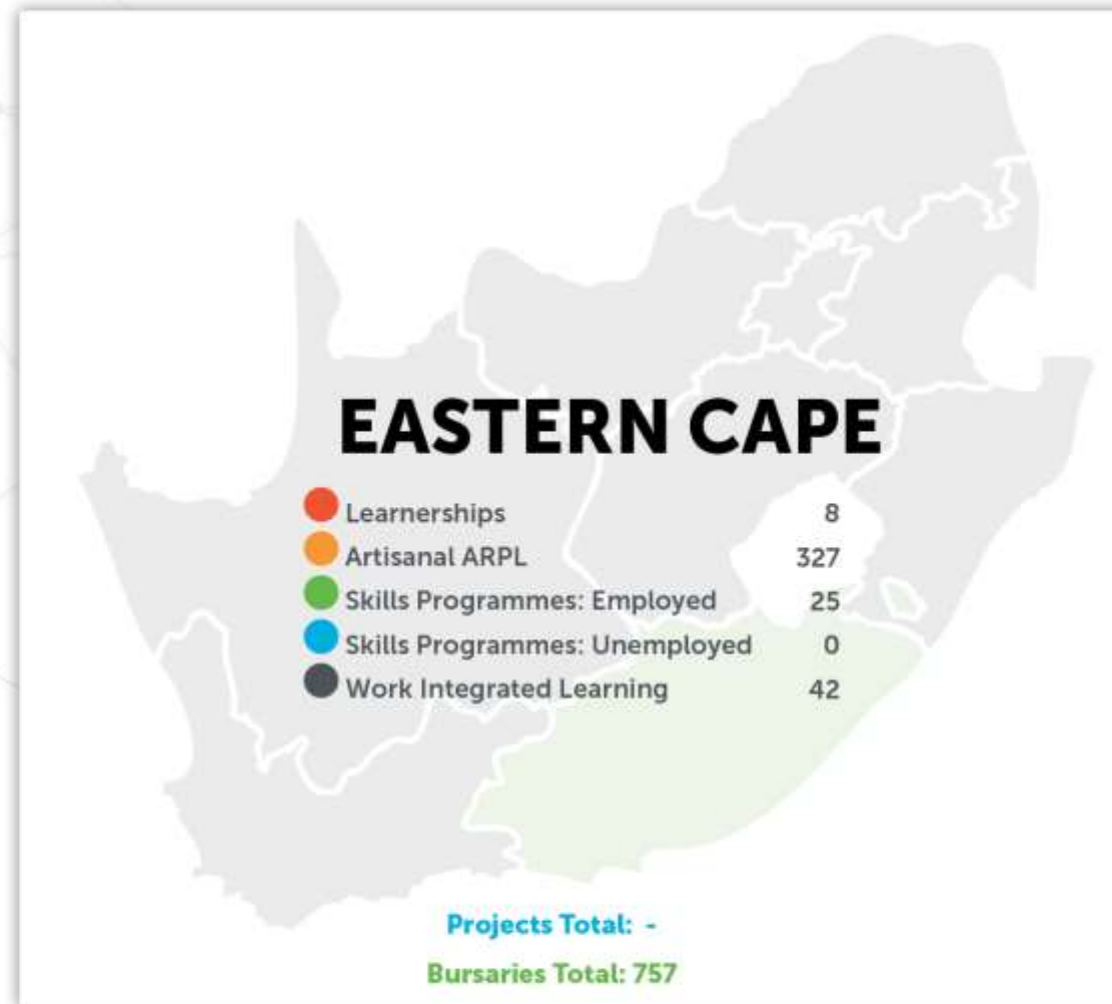 EASTERN CAPE
Learnerships 8
Artisanal ARPL 327
Skills Programmes: Employed 25
Skills Programmes: Unemployed 0
Work Integrated Learning 42
Projects Total: -
Bursaries Total: 757